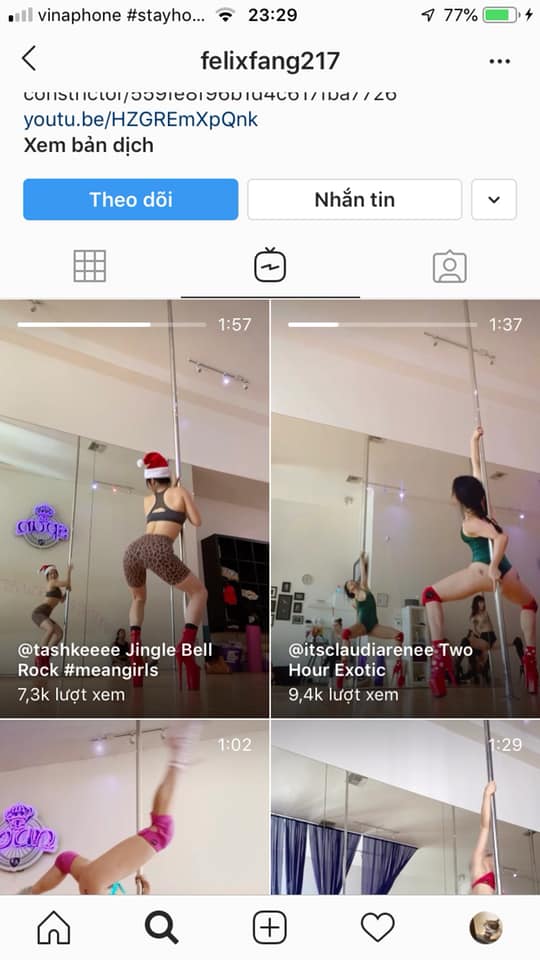 vinaphone #stayho... 23:29 77%
felixfang217
constrictor/559fe8f96b1d4c617fba7726
youtu.be/HZGREmXpQnk
Xem bản dịch
Theo dõi Nhắn tin
1:57 1:37
@tashkeeee Jingle Bell
Rock #meangirls
7,3k lượt xem
@itsclaudiarenee Two
Hour Exotic
9,4k lượt xem
1:02 1:29